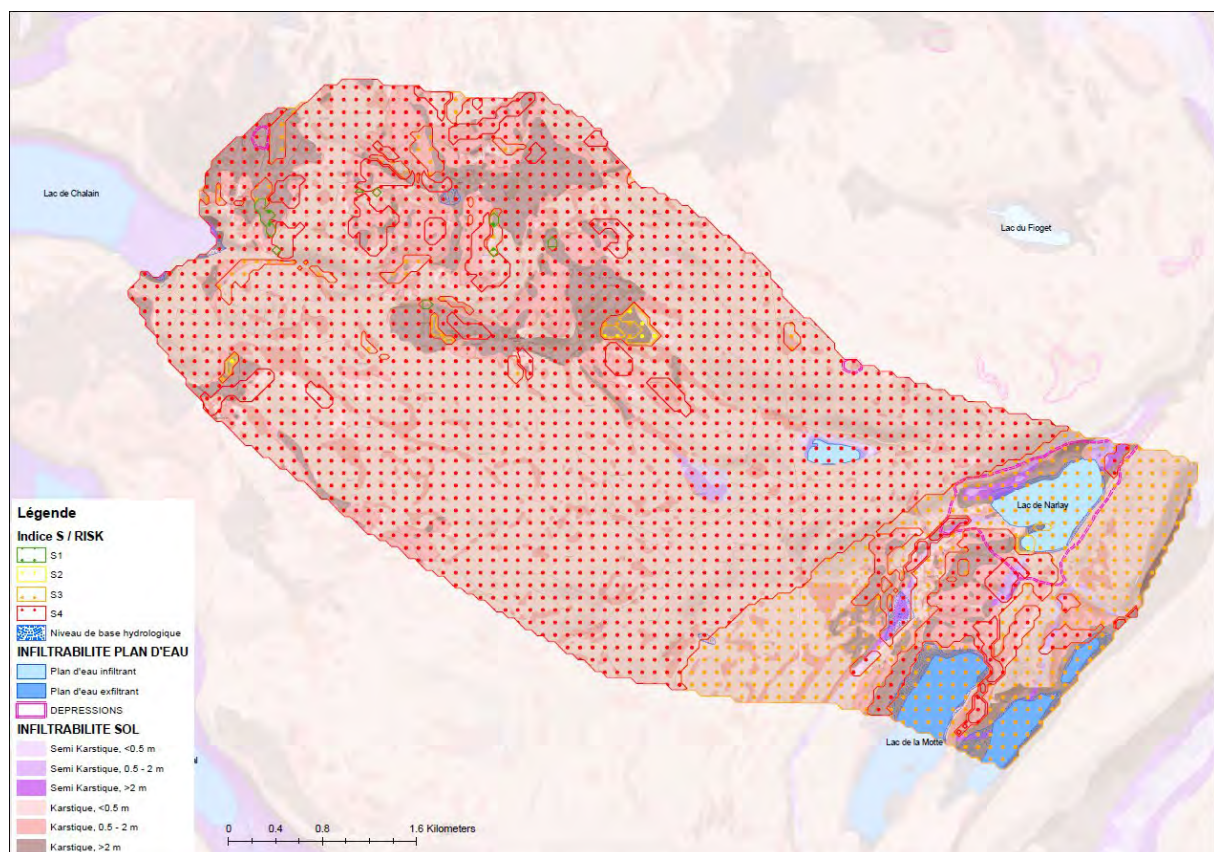 Lac de Chalain
Lac du Fioget
Lac de Narlay
Lac de la Motte
Légende
Indice S / RISK
S1
S2
S3
S4
Niveau de base hydrologique
INFILTRABILITE PLAN D'EAU
Plan d'eau infiltrant
Plan d'eau exfiltrant
DEPRESSIONS
INFILTRABILITE SOL
Semi Karstique, <0.5 m
Semi Karstique, 0.5 - 2 m
Semi Karstique, >2 m
Karstique, <0.5 m
Karstique, 0.5 - 2 m
Karstique, >2 m
0 0.4 0.8 1.6 Kilometers